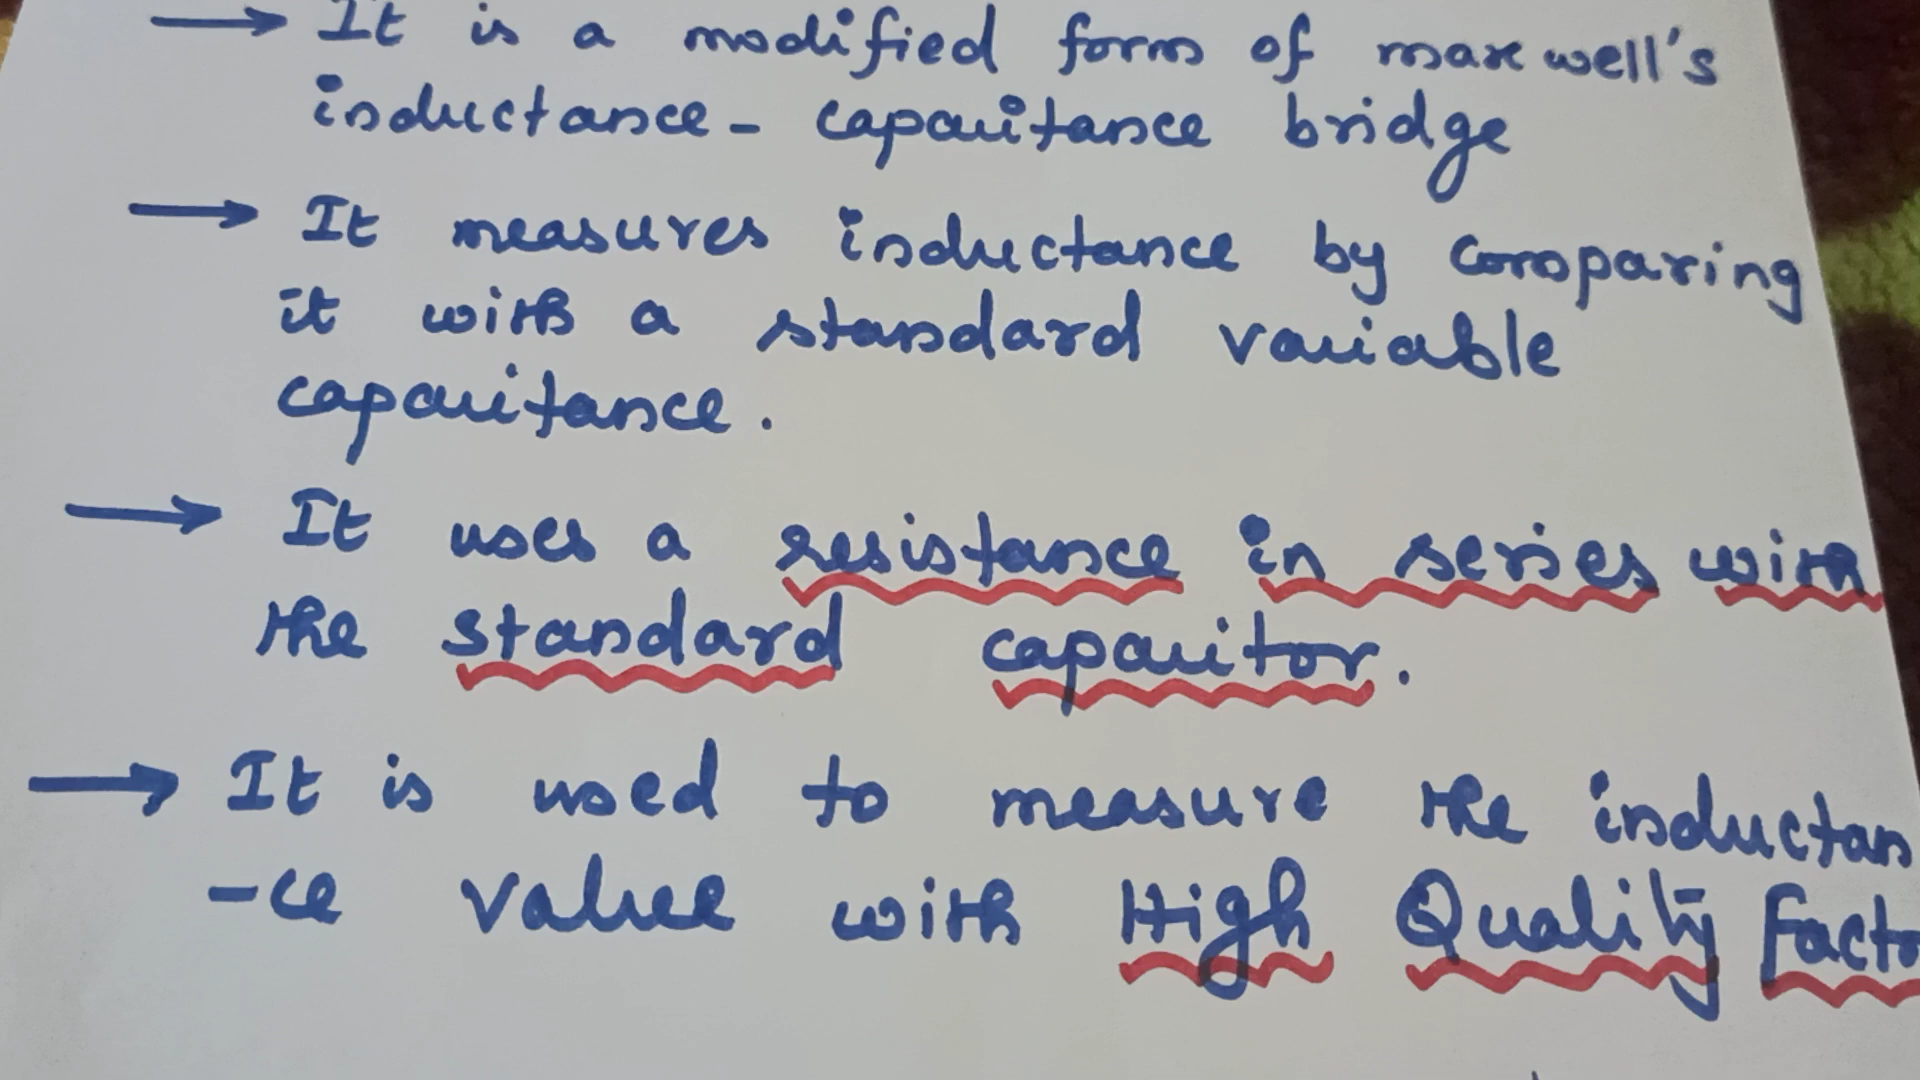 → It is a modified form of maxwell's
inductance - capacitance bridge
→ It measures inductance by comparing
it with a standard variable
capacitance.
→ It uses a resistance in series with
the standard capacitor.
→ It is used to measure the inductan
-ce value with High Quality Facto